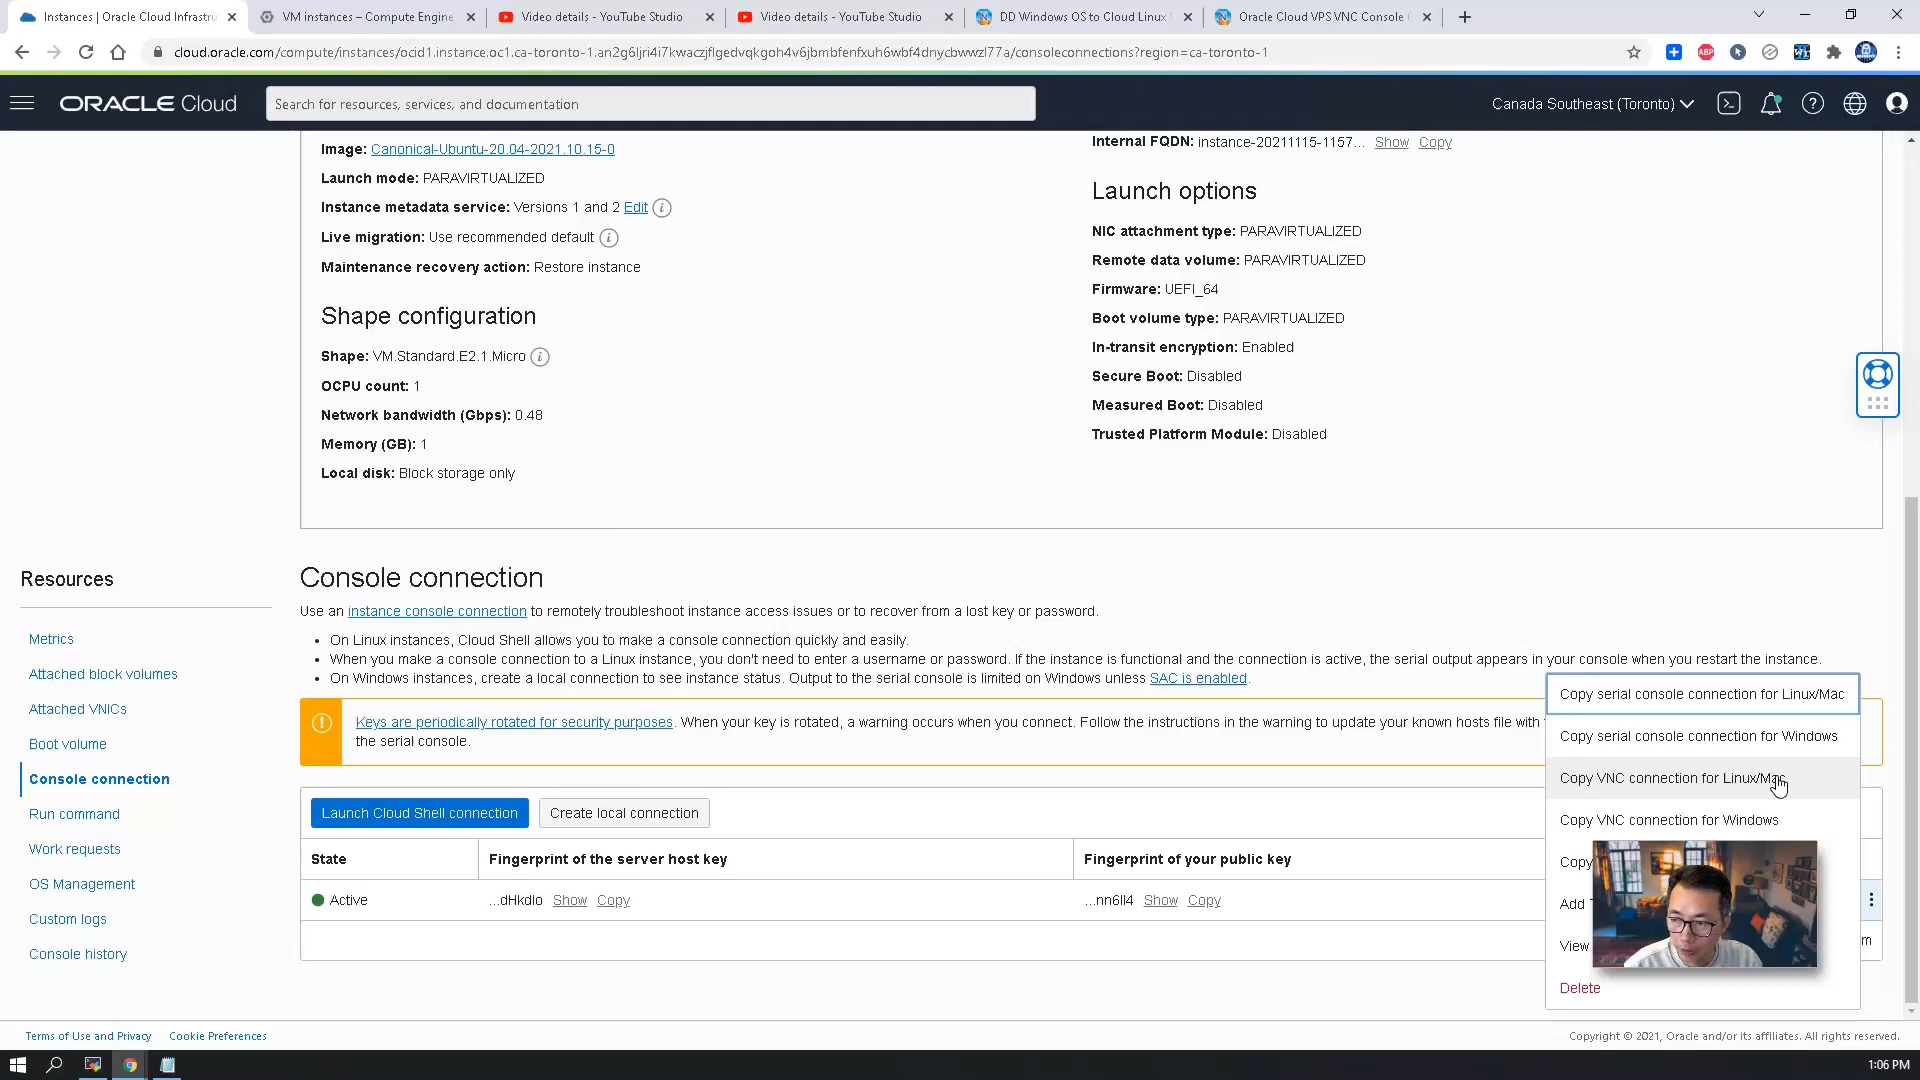 Instances | Oracle Cloud Infrastru
VM instances – Compute Engine
Video details - YouTube Studio
Video details - YouTube Studio
DD Windows OS to Cloud Linux
Oracle Cloud VPS VNC Console
cloud.oracle.com/compute/instances/ocid1.instance.oc1.ca-toronto-1.an2g6ljri4i7kwaczjflgedvqkgoh4v6jbmbfenfxuh6wbf4dnycbwwzl77a/consoleconnections?region=ca-toronto-1
ABP
ORACLE Cloud
Search for resources, services, and documentation
Canada Southeast (Toronto)
Image: Canonical-Ubuntu-20.04-2021.10.15-0
Launch mode: PARAVIRTUALIZED
Instance metadata service: Versions 1 and 2 Edit
Live migration: Use recommended default
Maintenance recovery action: Restore instance
Shape configuration
Shape: VM.Standard.E2.1.Micro
OCPU count: 1
Network bandwidth (Gbps): 0.48
Memory (GB): 1
Local disk: Block storage only
Internal FQDN: instance-20211115-1157... Show Copy
Launch options
NIC attachment type: PARAVIRTUALIZED
Remote data volume: PARAVIRTUALIZED
Firmware: UEFI_64
Boot volume type: PARAVIRTUALIZED
In-transit encryption: Enabled
Secure Boot: Disabled
Measured Boot: Disabled
Trusted Platform Module: Disabled
Resources
Metrics
Attached block volumes
Attached VNICs
Boot volume
Console connection
Run command
Work requests
OS Management
Custom logs
Console history
Console connection
Use an instance console connection to remotely troubleshoot instance access issues or to recover from a lost key or password.
• On Linux instances, Cloud Shell allows you to make a console connection quickly and easily.
• When you make a console connection to a Linux instance, you don't need to enter a username or password. If the instance is functional and the connection is active, the serial output appears in your console when you restart the instance.
• On Windows instances, create a local connection to see instance status. Output to the serial console is limited on Windows unless SAC is enabled.
Keys are periodically rotated for security purposes. When your key is rotated, a warning occurs when you connect. Follow the instructions in the warning to update your known hosts file with
the serial console.
Launch Cloud Shell connection
Create local connection
State
Fingerprint of the server host key
Fingerprint of your public key
Active
...dHkdIo Show Copy
...nn6Il4 Show Copy
Copy serial console connection for Linux/Mac
Copy serial console connection for Windows
Copy VNC connection for Linux/Mac
Copy VNC connection for Windows
Copy
Add
View
Delete
Terms of Use and Privacy
Cookie Preferences
Copyright © 2021, Oracle and/or its affiliates. All rights reserved.
1:06 PM